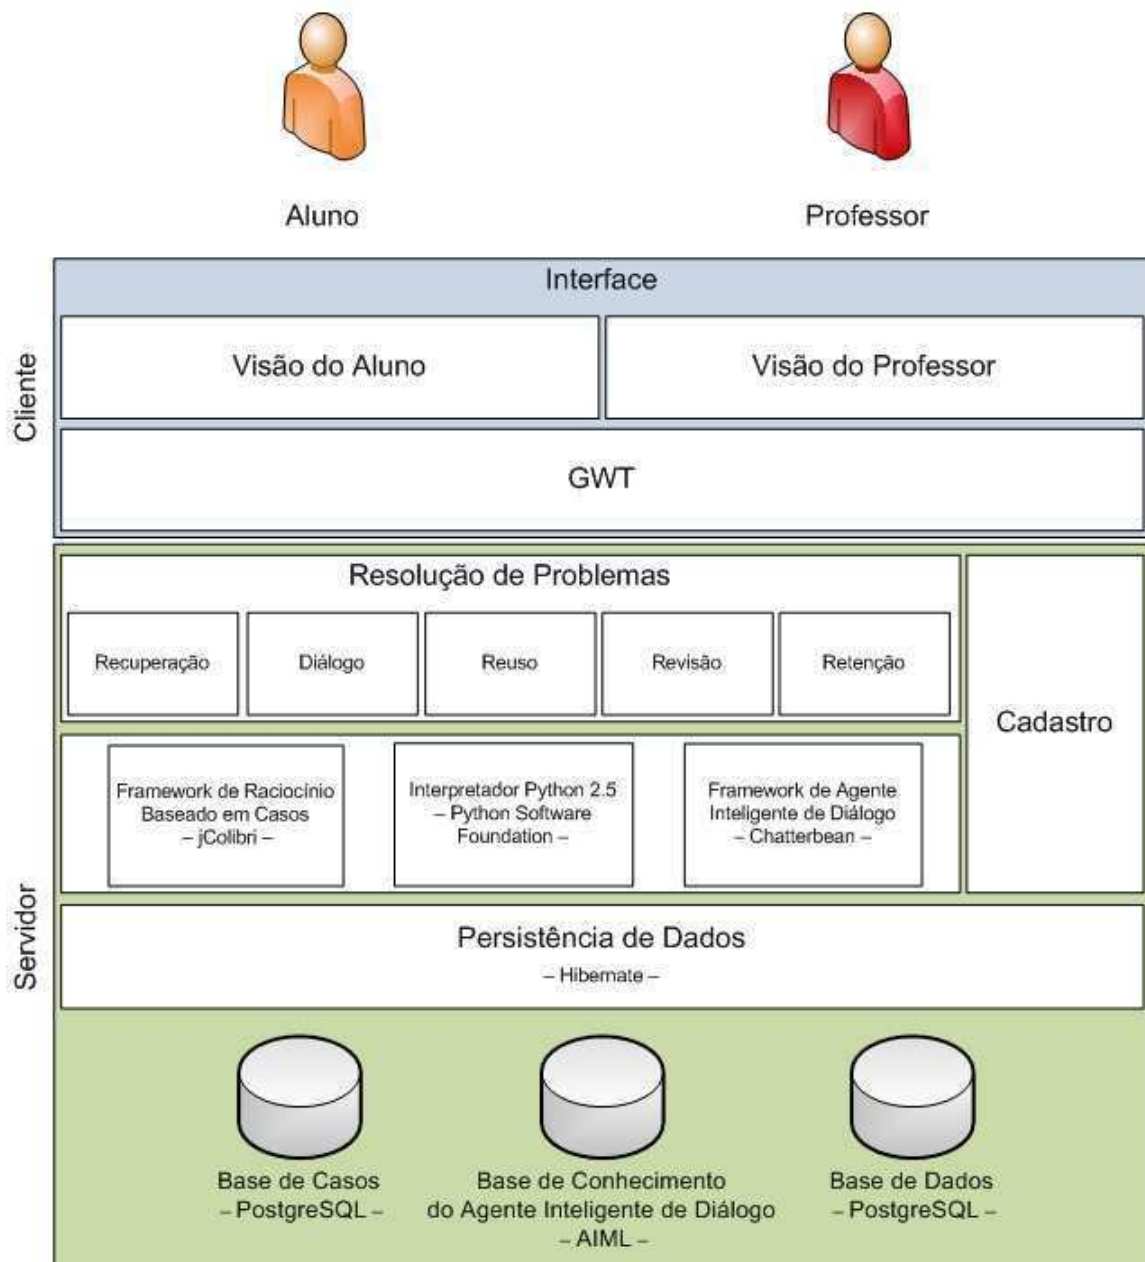 Aluno
Professor
Cliente
Interface
Visão do Aluno
Visão do Professor
GWT
Servidor
Resolução de Problemas
Recuperação
Diálogo
Reuso
Revisão
Retenção
Cadastro
Framework de Raciocínio
Baseado em Casos
– jColibri –
Interpretador Python 2.5
– Python Software
Foundation –
Framework de Agente
Inteligente de Diálogo
– Chatterbean –
Persistência de Dados
– Hibernate –
Base de Casos
– PostgreSQL –
Base de Conhecimento
do Agente Inteligente de Diálogo
– AIML –
Base de Dados
– PostgreSQL –